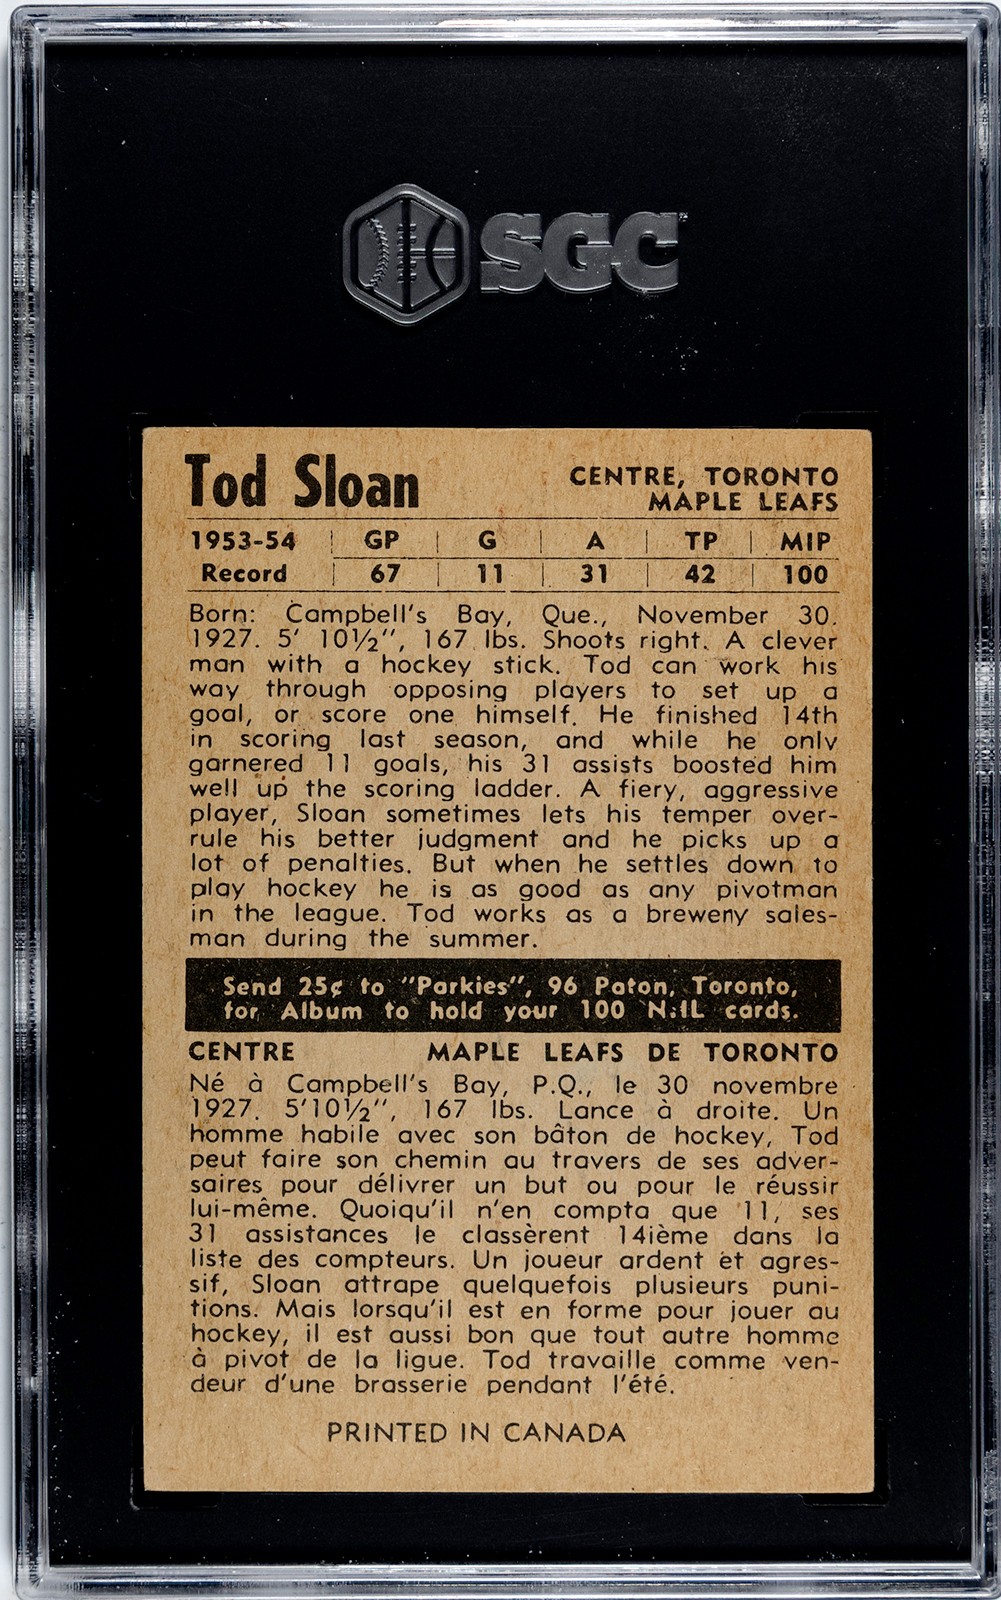 SGC
Tod Sloan
CENTRE, TORONTO
MAPLE LEAFS
1953-54 | GP | G | A | TP | MIP
Record | 67 | 11 | 31 | 42 | 100
Born: Campbell's Bay, Que., November 30.
1927. 5' 10½", 167 lbs. Shoots right. A clever
man with a hockey stick. Tod can work his
way through opposing players to set up a
goal, or score one himself. He finished 14th
in scoring last season, and while he only
garnered 11 goals, his 31 assists boosted him
well up the scoring ladder. A fiery, aggressive
player, Sloan sometimes lets his temper over-
rule his better judgment and he picks up a
lot of penalties. But when he settles down to
play hockey he is as good as any pivotman
in the league. Tod works as a brewery sales-
man during the summer.
Send 25¢ to "Parkies", 96 Paton, Toronto,
for Album to hold your 100 NHL cards.
CENTRE MAPLE LEAFS DE TORONTO
Né à Campbell's Bay, P.Q., le 30 novembre
1927. 5'10½", 167 lbs. Lance à droite. Un
homme habile avec son bâton de hockey, Tod
peut faire son chemin au travers de ses adver-
saires pour délivrer un but ou pour le réussir
lui-même. Quoiqu'il n'en compta que 11, ses
31 assistances le classèrent 14ième dans la
liste des compteurs. Un joueur ardent et agres-
sif, Sloan attrape quelquefois plusieurs puni-
tions. Mais lorsqu'il est en forme pour jouer au
hockey, il est aussi bon que tout autre homme
à pivot de la ligue. Tod travaille comme ven-
deur d'une brasserie pendant l'été.
PRINTED IN CANADA